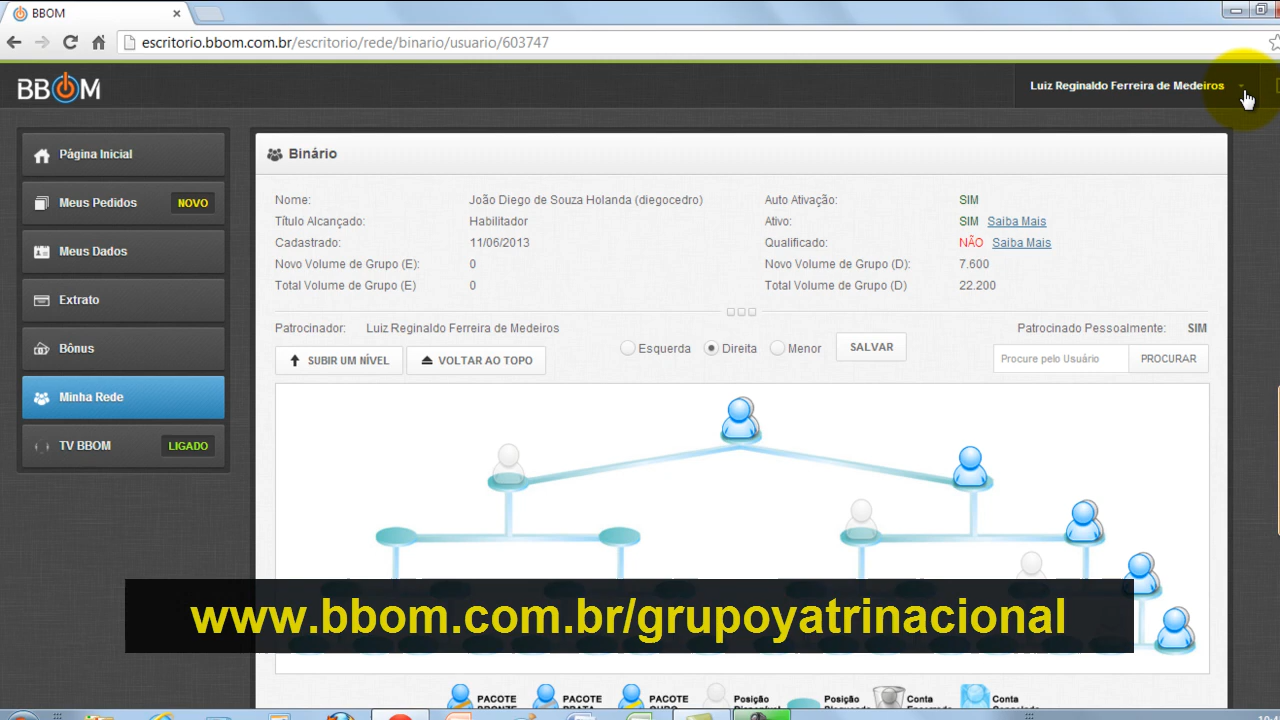 BBOM
escritorio.bbom.com.br/escritorio/rede/binario/usuario/603747
BBOM
Luiz Reginaldo Ferreira de Medeiros
Página Inicial
Meus Pedidos NOVO
Meus Dados
Extrato
Bônus
Minha Rede
TV BBOM LIGADO
Binário
Nome: João Diego de Souza Holanda (diegocedro) Auto Ativação: SIM
Título Alcançado: Habilitador Ativo: SIM Saiba Mais
Cadastrado: 11/06/2013 Qualificado: NÃO Saiba Mais
Novo Volume de Grupo (E): 0 Novo Volume de Grupo (D): 7.600
Total Volume de Grupo (E) 0 Total Volume de Grupo (D) 22.200
Patrocinador: Luiz Reginaldo Ferreira de Medeiros Patrocinado Pessoalmente: SIM
SUBIR UM NÍVEL VOLTAR AO TOPO Esquerda Direita Menor SALVAR Procure pelo Usuário PROCURAR
www.bbom.com.br/grupoyatrinacional
PACOTE PACOTE PACOTE Posição Posição Conta Conta